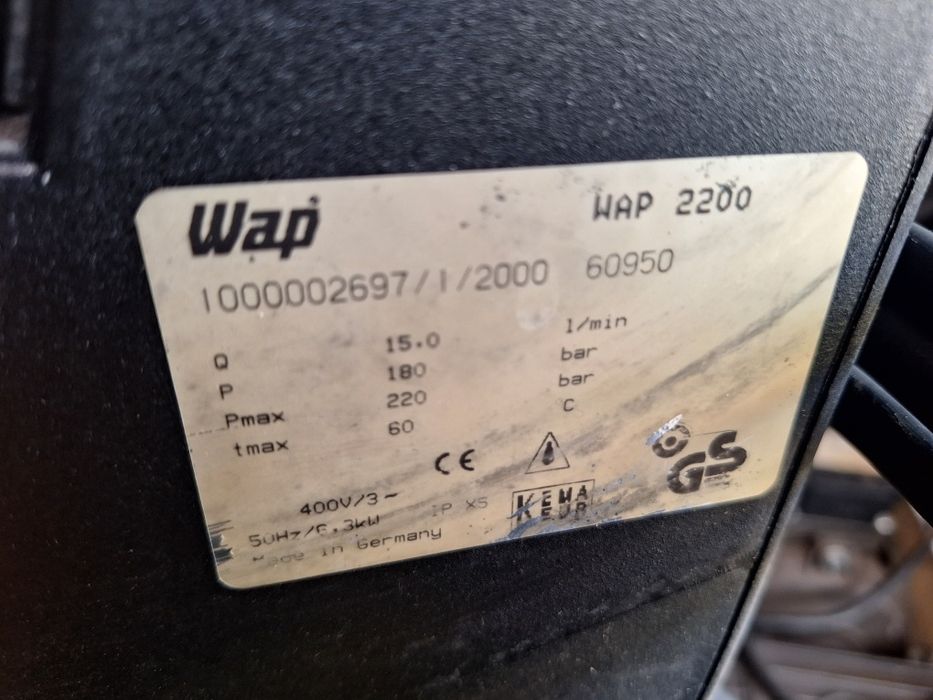 Wap WAP 2200
1000002697/1/2000 60950
Q 15.0 l/min
P 180 bar
Pmax 220 bar
tmax 60 C
CE
GS
400V/3~
50Hz/6.3kW IP X5
KEMA
EUR
Made in Germany